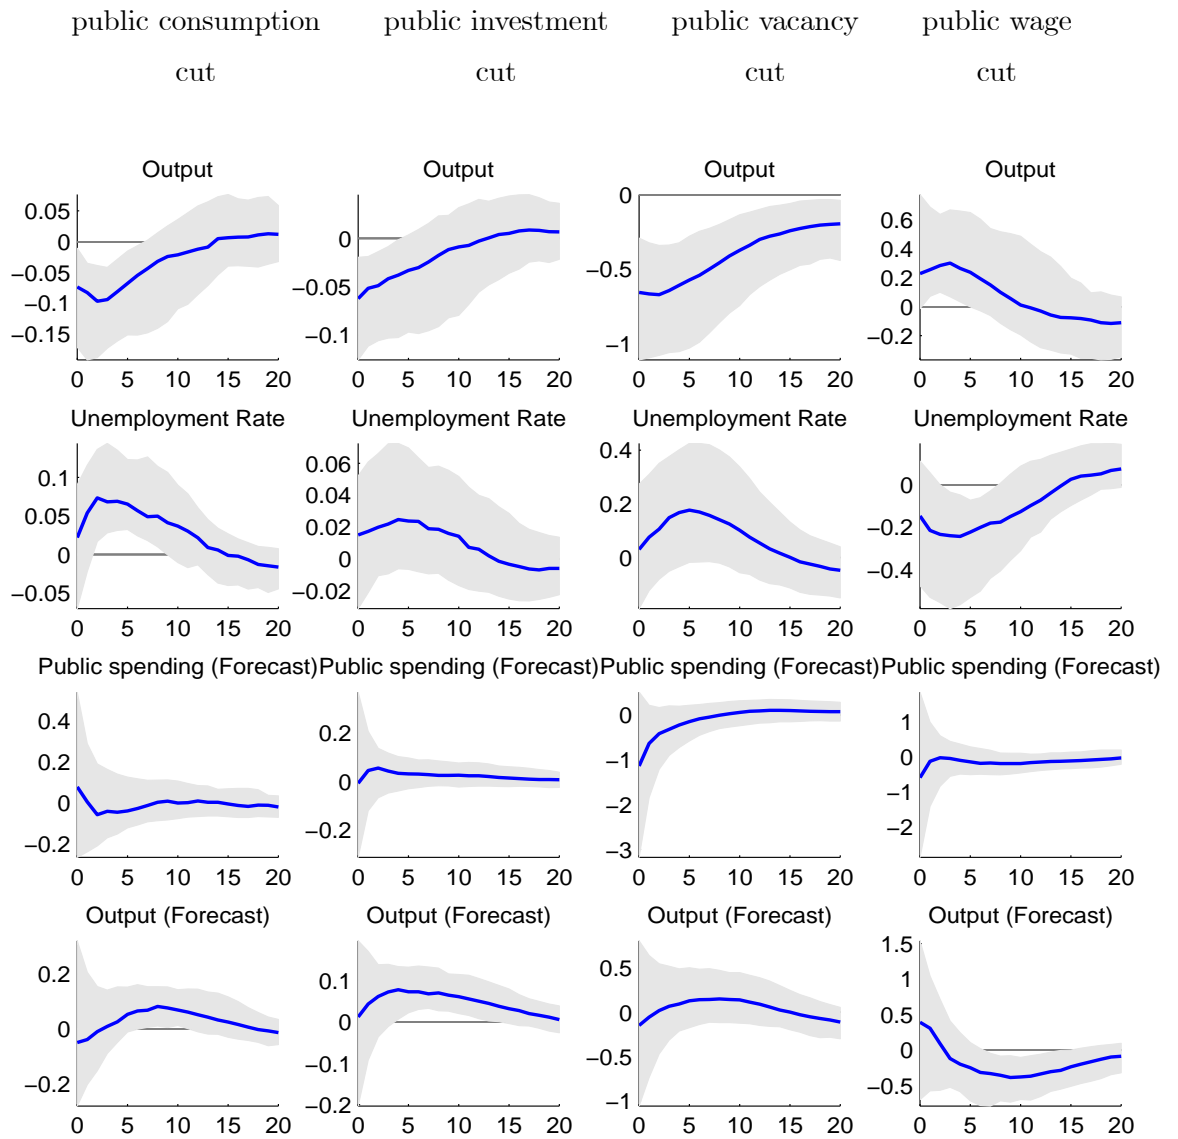 public consumption public investment public vacancy public wage
cut cut cut cut
Output Output Output Output
0.05
0
−0.05
−0.1
−0.15
0 5 10 15 20
0
−0.05
−0.1
0 5 10 15 20
0
−0.5
−1
0 5 10 15 20
0.6
0.4
0.2
0
−0.2
0 5 10 15 20
Unemployment Rate Unemployment Rate Unemployment Rate Unemployment Rate
0.1
0.05
0
−0.05
0 5 10 15 20
0.06
0.04
0.02
0
−0.02
0 5 10 15 20
0.4
0.2
0
0 5 10 15 20
0
−0.2
−0.4
0 5 10 15 20
Public spending (Forecast) Public spending (Forecast) Public spending (Forecast) Public spending (Forecast)
0.4
0.2
0
−0.2
0 5 10 15 20
0.2
0
−0.2
0 5 10 15 20
0
−1
−2
−3
0 5 10 15 20
1
0
−1
−2
0 5 10 15 20
Output (Forecast) Output (Forecast) Output (Forecast) Output (Forecast)
0.2
0
−0.2
0 5 10 15 20
0.1
0
−0.1
−0.2
0 5 10 15 20
0.5
0
−0.5
−1
0 5 10 15 20
1.5
1
0.5
0
−0.5
0 5 10 15 20